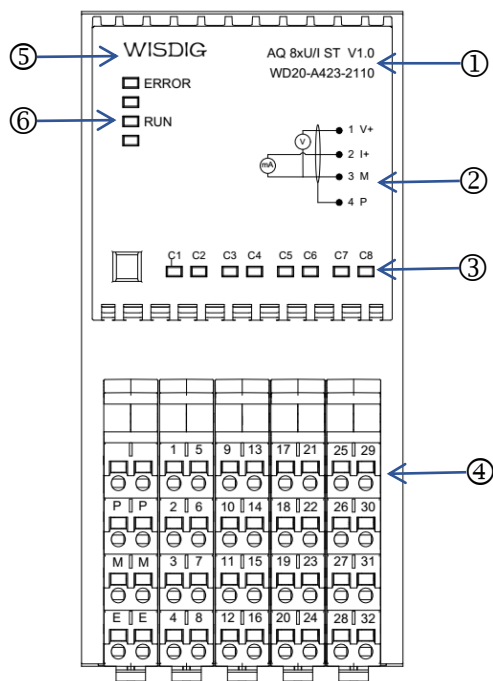 ⑤ WISDIG AQ 8xU/I ST V1.0 ①
WD20-A423-2110
ERROR
⑥ RUN
1 V+
V
2 I+
mA
3 M ②
4 P
C1 C2 C3 C4 C5 C6 C7 C8 ③
1 5 9 13 17 21 25 29 ④
P P 2 6 10 14 18 22 26 30
M M 3 7 11 15 19 23 27 31
E E 4 8 12 16 20 24 28 32